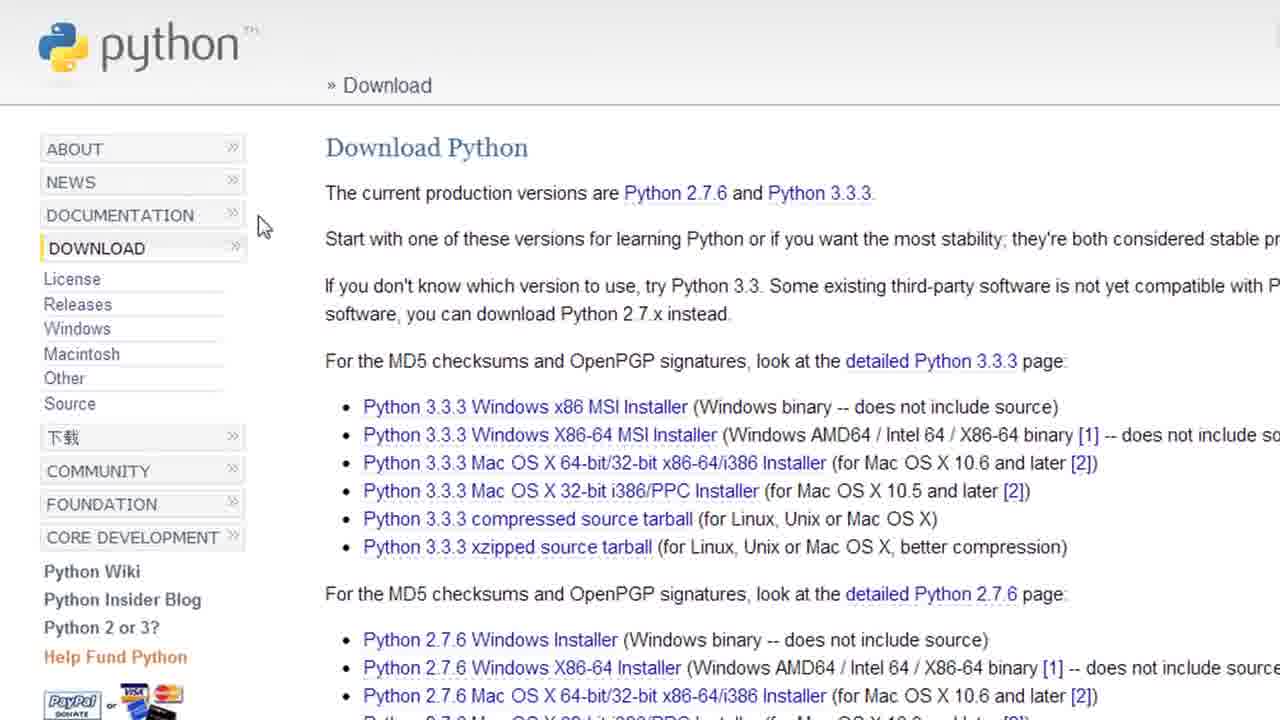 python™
» Download
ABOUT »
NEWS »
DOCUMENTATION »
DOWNLOAD »
License
Releases
Windows
Macintosh
Other
Source
下载 »
COMMUNITY »
FOUNDATION »
CORE DEVELOPMENT »
Python Wiki
Python Insider Blog
Python 2 or 3?
Help Fund Python
PayPal DONATE or VISA MasterCard
Download Python
The current production versions are Python 2.7.6 and Python 3.3.3.
Start with one of these versions for learning Python or if you want the most stability; they're both considered stable pr
If you don't know which version to use, try Python 3.3. Some existing third-party software is not yet compatible with P
software, you can download Python 2.7.x instead.
For the MD5 checksums and OpenPGP signatures, look at the detailed Python 3.3.3 page:
• Python 3.3.3 Windows x86 MSI Installer (Windows binary -- does not include source)
• Python 3.3.3 Windows X86-64 MSI Installer (Windows AMD64 / Intel 64 / X86-64 binary [1] -- does not include so
• Python 3.3.3 Mac OS X 64-bit/32-bit x86-64/i386 Installer (for Mac OS X 10.6 and later [2])
• Python 3.3.3 Mac OS X 32-bit i386/PPC Installer (for Mac OS X 10.5 and later [2])
• Python 3.3.3 compressed source tarball (for Linux, Unix or Mac OS X)
• Python 3.3.3 xzipped source tarball (for Linux, Unix or Mac OS X, better compression)
For the MD5 checksums and OpenPGP signatures, look at the detailed Python 2.7.6 page:
• Python 2.7.6 Windows Installer (Windows binary -- does not include source)
• Python 2.7.6 Windows X86-64 Installer (Windows AMD64 / Intel 64 / X86-64 binary [1] -- does not include source
• Python 2.7.6 Mac OS X 64-bit/32-bit x86-64/i386 Installer (for Mac OS X 10.6 and later [2])